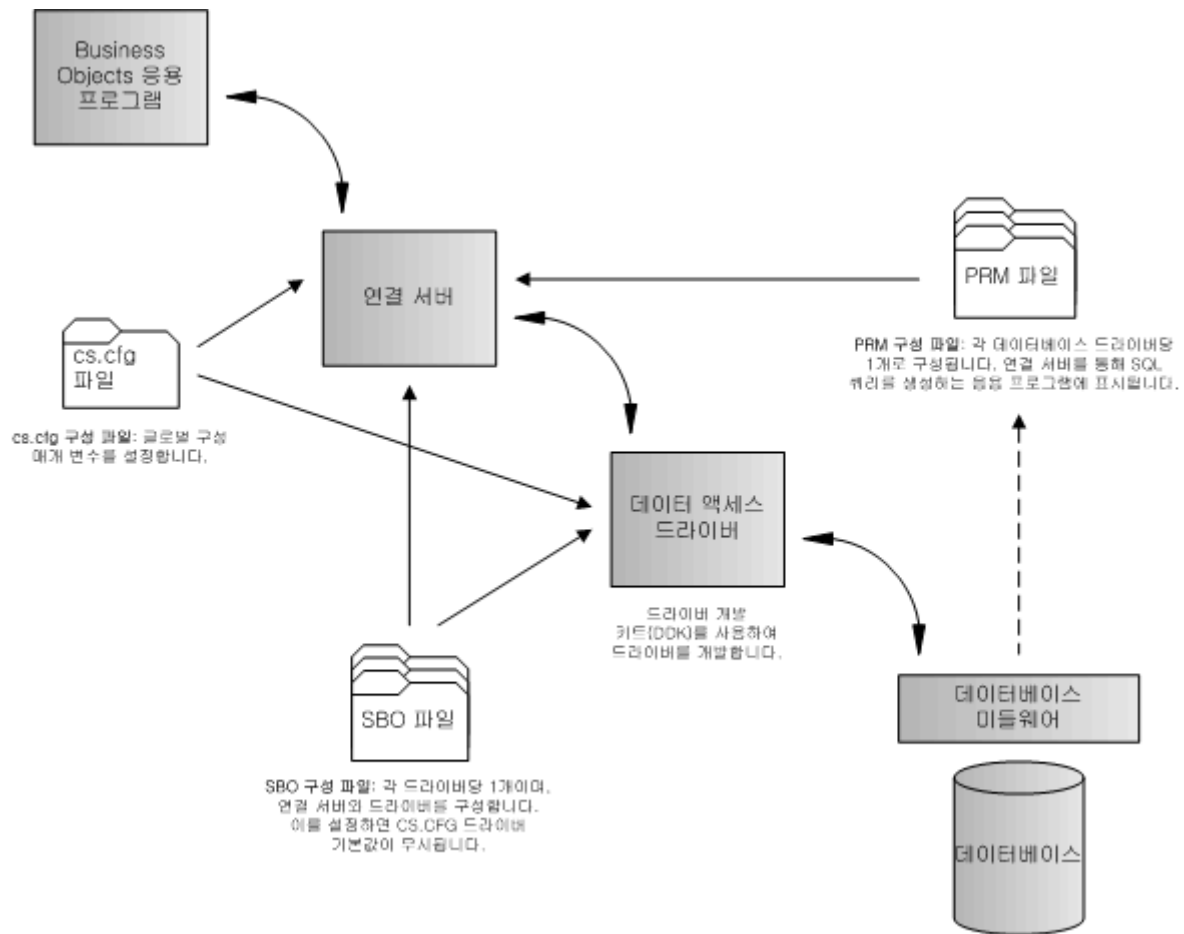 Business
Objects 응용
프로그램
연결 서버
PRM 파일
PRM 구성 파일: 각 데이터베이스 드라이버당
1개로 구성됩니다. 연결 서버를 통해 SQL
쿼리를 생성하는 응용 프로그램에 표시됩니다.
cs.cfg
파일
cs.cfg 구성 파일: 글로벌 구성
매개 변수를 설정합니다.
데이터 액세스
드라이버
드라이버 개발
키트(DDK)를 사용하여
드라이버를 개발합니다.
SBO 파일
SBO 구성 파일: 각 드라이버당 1개이며,
연결 서버와 드라이버를 구성합니다.
이를 설정하면 CS.CFG 드라이버
기본값이 무시됩니다.
데이터베이스
미들웨어
데이터베이스